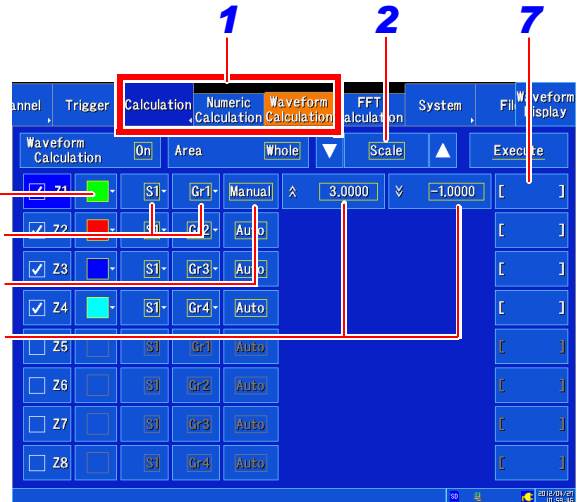 1 2 7
annel Trigger Calculation Numeric Calculation Waveform Calculation FFT alculation System Fil Waveform Display
Waveform Calculation On Area Whole ▼ Scale ▲ Execute
Z1 S1 Gr1 Manual 3.0000 -1.0000 [ ]
Z2 S1 Gr2 Auto [ ]
Z3 S1 Gr3 Auto [ ]
Z4 S1 Gr4 Auto [ ]
Z5 S1 Gr1 Auto [ ]
Z6 S1 Gr2 Auto [ ]
Z7 S1 Gr3 Auto [ ]
Z8 S1 Gr4 Auto [ ]
SD